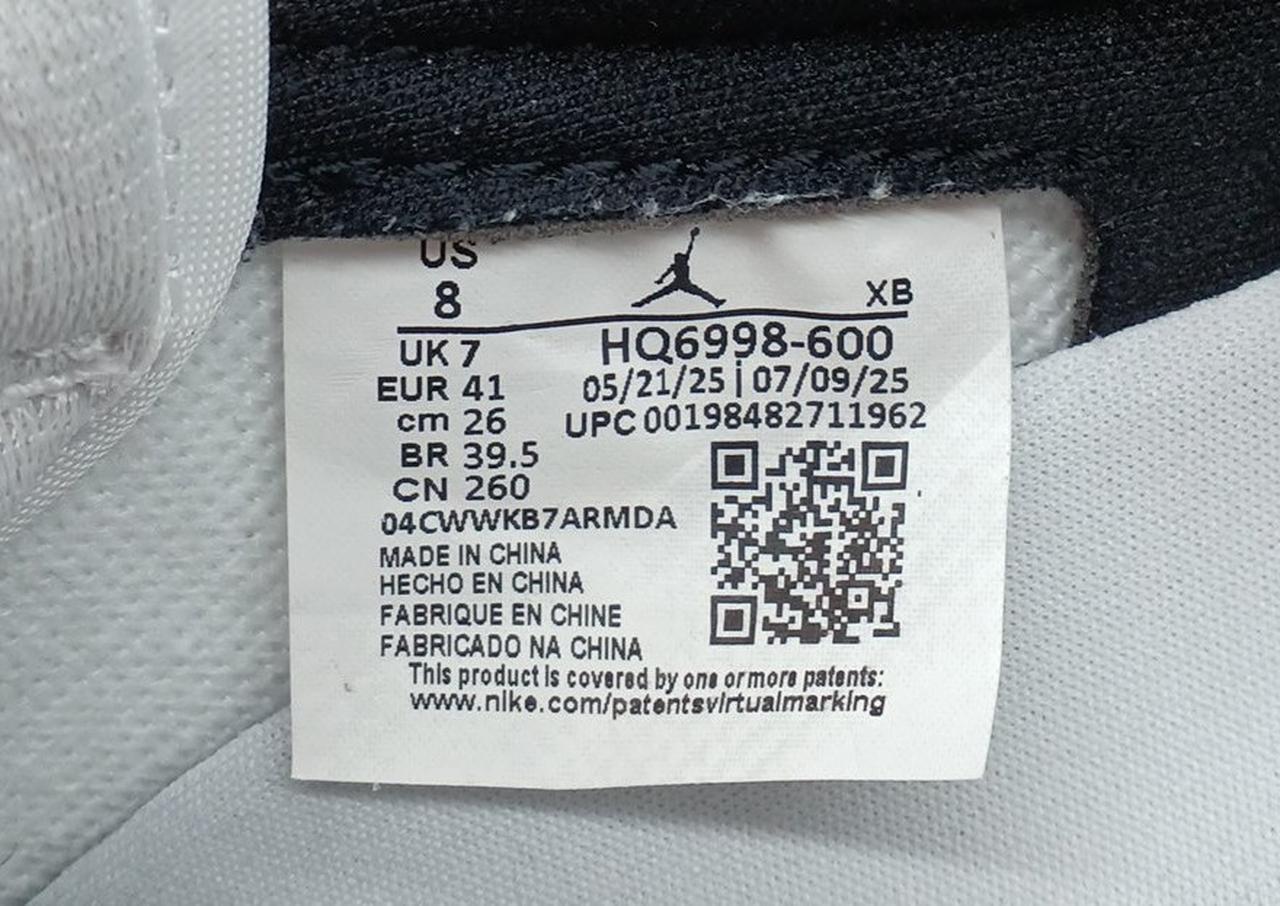 US
8
XB
UK 7
HQ6998-600
EUR 41
05/21/25 | 07/09/25
cm 26
UPC 00198482711962
BR 39.5
CN 260
04CWWKB7ARMDA
MADE IN CHINA
HECHO EN CHINA
FABRIQUE EN CHINE
FABRICADO NA CHINA
This product is covered by one or more patents:
www.nike.com/patentsvirtualmarking